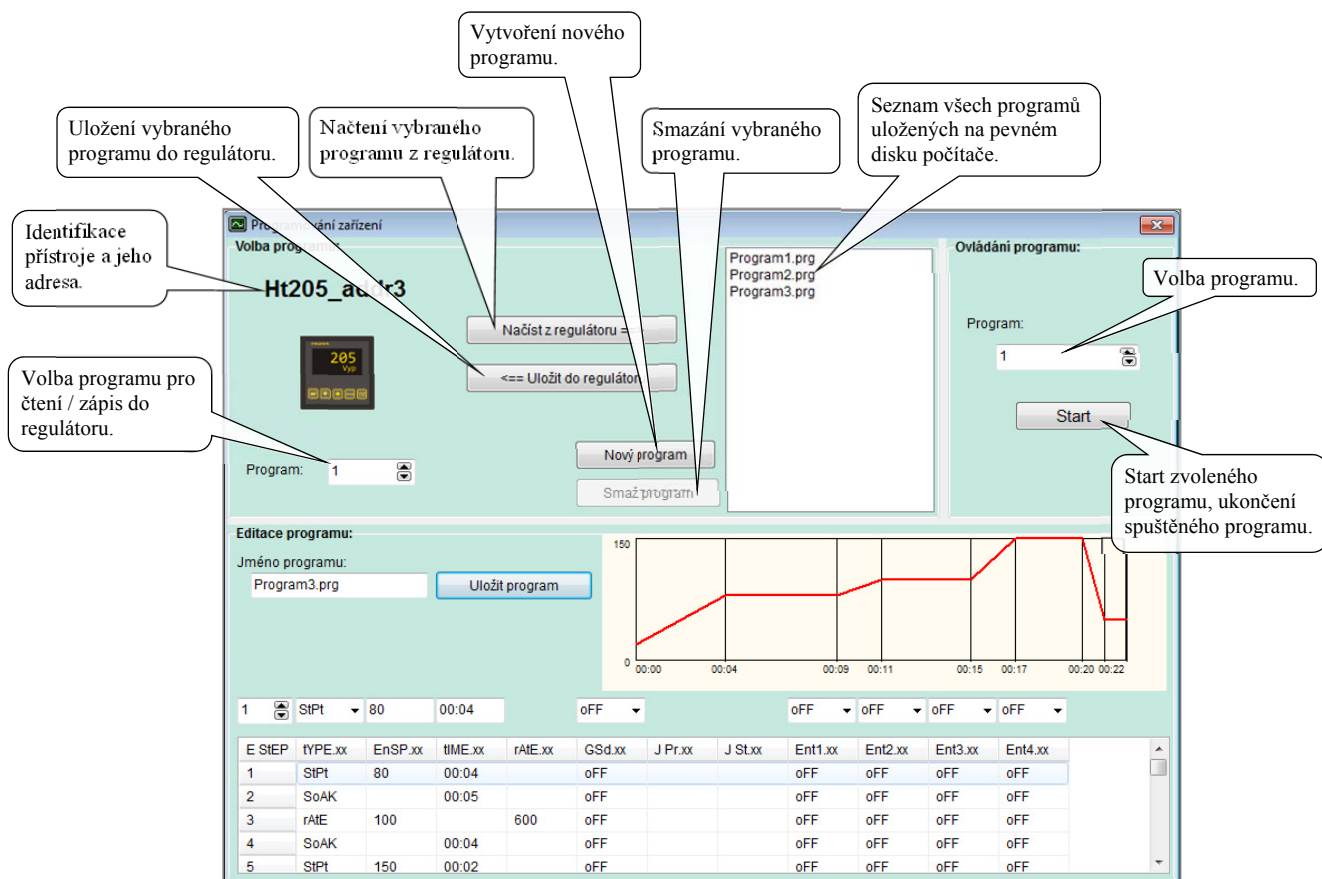 Vytvoření nového
programu.
Seznam všech programů
uložených na pevném
disku počítače.
Uložení vybraného
programu do regulátoru.
Načtení vybraného
programu z regulátoru.
Smazání vybraného
programu.
Identifikace
přístroje a jeho
adresa.
Programování zařízení
Volba programu:
Ht205_addr3
Program1.prg
Program2.prg
Program3.prg
Ovládání programu:
Volba programu.
Program:
1
Načíst z regulátoru ==>
205
Vyp
<== Uložit do regulátoru
Volba programu pro
čtení / zápis do
regulátoru.
Start
Nový program
Program: 1
Smaž program
Start zvoleného
programu, ukončení
spuštěného programu.
Editace programu:
Jméno programu:
Program3.prg Uložit program
150
0
00:00 00:04 00:09 00:11 00:15 00:17 00:20 00:22
1 StPt 80 00:04 oFF oFF oFF oFF oFF
E StEP tYPE.xx EnSP.xx tIME.xx rAtE.xx GSd.xx J Pr.xx J St.xx Ent1.xx Ent2.xx Ent3.xx Ent4.xx
1 StPt 80 00:04 oFF oFF oFF oFF oFF
2 SoAK 00:05 oFF oFF oFF oFF oFF
3 rAtE 100 600 oFF oFF oFF oFF oFF
4 SoAK 00:04 oFF oFF oFF oFF oFF
5 StPt 150 00:02 oFF oFF oFF oFF oFF